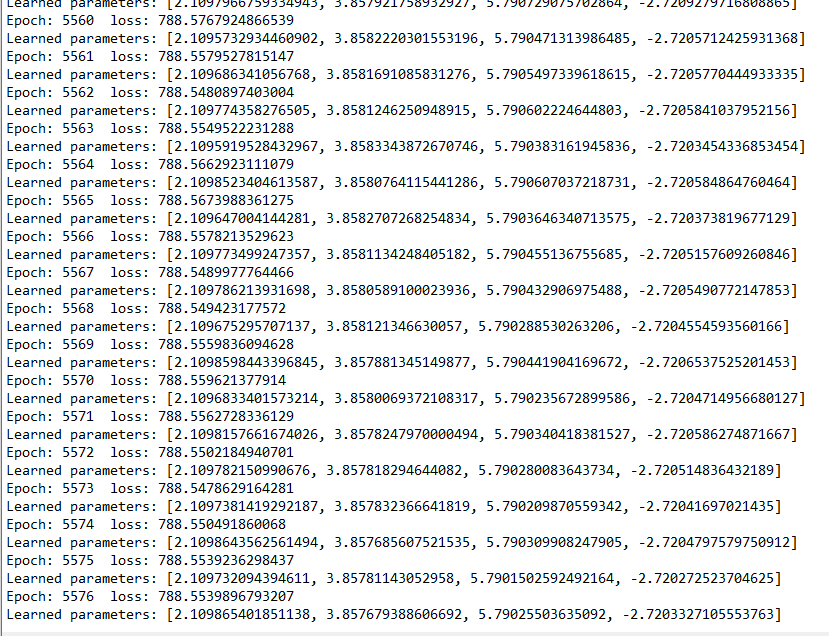 Learned parameters: [2.1097966759334943, 3.857921758932927, 5.790729075702864, -2.7209279716808865]
Epoch: 5560  loss: 788.5767924866539
Learned parameters: [2.1095732934460902, 3.8582220301553196, 5.790471313986485, -2.7205712425931368]
Epoch: 5561  loss: 788.5579527815147
Learned parameters: [2.109686341056768, 3.8581691085831276, 5.7905497339618615, -2.7205770444933335]
Epoch: 5562  loss: 788.5480897403004
Learned parameters: [2.109774358276505, 3.8581246250948915, 5.790602224644803, -2.7205841037952156]
Epoch: 5563  loss: 788.5549522231288
Learned parameters: [2.1095919528432967, 3.8583343872670746, 5.790383161945836, -2.7203454336853454]
Epoch: 5564  loss: 788.5662923111079
Learned parameters: [2.1098523404613587, 3.8580764115441286, 5.790607037218731, -2.720584864760464]
Epoch: 5565  loss: 788.5673988361275
Learned parameters: [2.109647004144281, 3.8582707268254834, 5.7903646340713575, -2.720373819677129]
Epoch: 5566  loss: 788.5578213529623
Learned parameters: [2.109773499247357, 3.8581134248405182, 5.790455136755685, -2.7205157609260846]
Epoch: 5567  loss: 788.5489977764466
Learned parameters: [2.109786213931698, 3.8580589100023936, 5.790432906975488, -2.7205490772147853]
Epoch: 5568  loss: 788.549423177572
Learned parameters: [2.109675295707137, 3.858121346630057, 5.790288530263206, -2.7204554593560166]
Epoch: 5569  loss: 788.5559836094628
Learned parameters: [2.1098598443396845, 3.857881345149877, 5.790441904169672, -2.7206537525201453]
Epoch: 5570  loss: 788.559621377914
Learned parameters: [2.1096833401573214, 3.8580069372108317, 5.790235672899586, -2.7204714956680127]
Epoch: 5571  loss: 788.5562728336129
Learned parameters: [2.1098157661674026, 3.8578247970000494, 5.790340418381527, -2.720586274871667]
Epoch: 5572  loss: 788.5502184940701
Learned parameters: [2.109782150990676, 3.857818294644082, 5.790280083643734, -2.720514836432189]
Epoch: 5573  loss: 788.5478629164281
Learned parameters: [2.1097381419292187, 3.857832366641819, 5.790209870559342, -2.72041697021435]
Epoch: 5574  loss: 788.550491860068
Learned parameters: [2.1098643562561494, 3.857685607521535, 5.790309908247905, -2.7204797579750912]
Epoch: 5575  loss: 788.5539236298437
Learned parameters: [2.109732094394611, 3.85781143052958, 5.7901502592492164, -2.720272523704625]
Epoch: 5576  loss: 788.5539896793207
Learned parameters: [2.109865401851138, 3.857679388606692, 5.79025503635092, -2.7203327105553763]